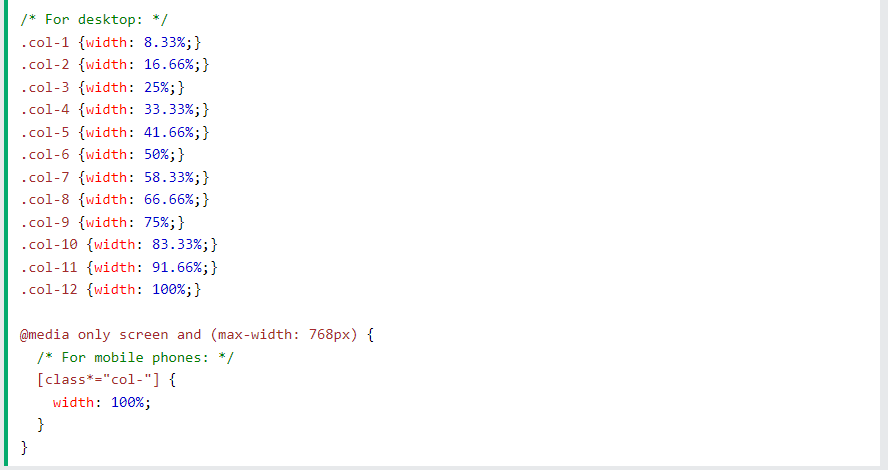 /* For desktop: */
.col-1 {width: 8.33%;}
.col-2 {width: 16.66%;}
.col-3 {width: 25%;}
.col-4 {width: 33.33%;}
.col-5 {width: 41.66%;}
.col-6 {width: 50%;}
.col-7 {width: 58.33%;}
.col-8 {width: 66.66%;}
.col-9 {width: 75%;}
.col-10 {width: 83.33%;}
.col-11 {width: 91.66%;}
.col-12 {width: 100%;}

@media only screen and (max-width: 768px) {
  /* For mobile phones: */
  [class*="col-"] {
    width: 100%;
  }
}